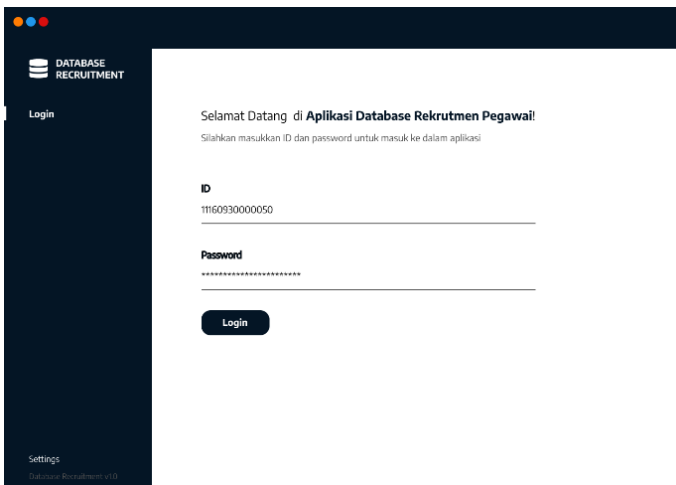 DATABASE
RECRUITMENT
Login
Selamat Datang di Aplikasi Database Rekrutmen Pegawai!
Silahkan masukkan ID dan password untuk masuk ke dalam aplikasi
ID
11160930000050
Password
***********************
Login
Settings
Database Recruitment v1.0